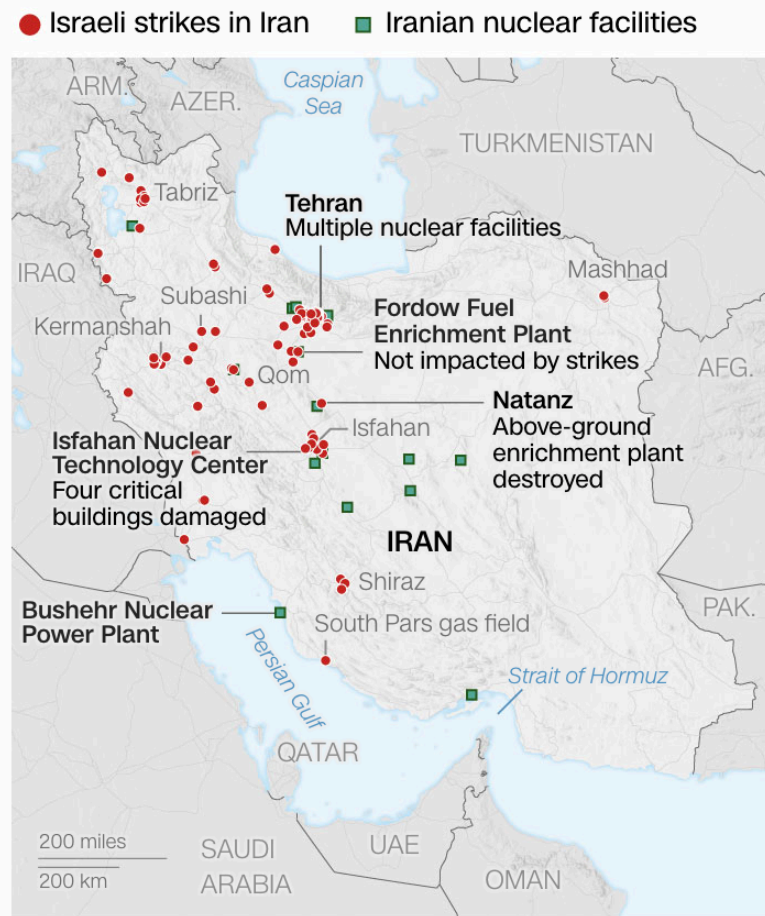 Israeli strikes in Iran
Iranian nuclear facilities
ARM.
AZER.
Caspian
Sea
TURKMENISTAN
Tabriz
Tehran
Multiple nuclear facilities
IRAQ
Mashhad
Subashi
Kermanshah
Fordow Fuel
Enrichment Plant
Not impacted by strikes
AFG.
Qom
Natanz
Above-ground
enrichment plant
destroyed
Isfahan
Isfahan Nuclear
Technology Center
Four critical
buildings damaged
IRAN
Shiraz
Bushehr Nuclear
Power Plant
PAK.
South Pars gas field
Persian Gulf
Strait of Hormuz
QATAR
200 miles
200 km
SAUDI
ARABIA
UAE
OMAN